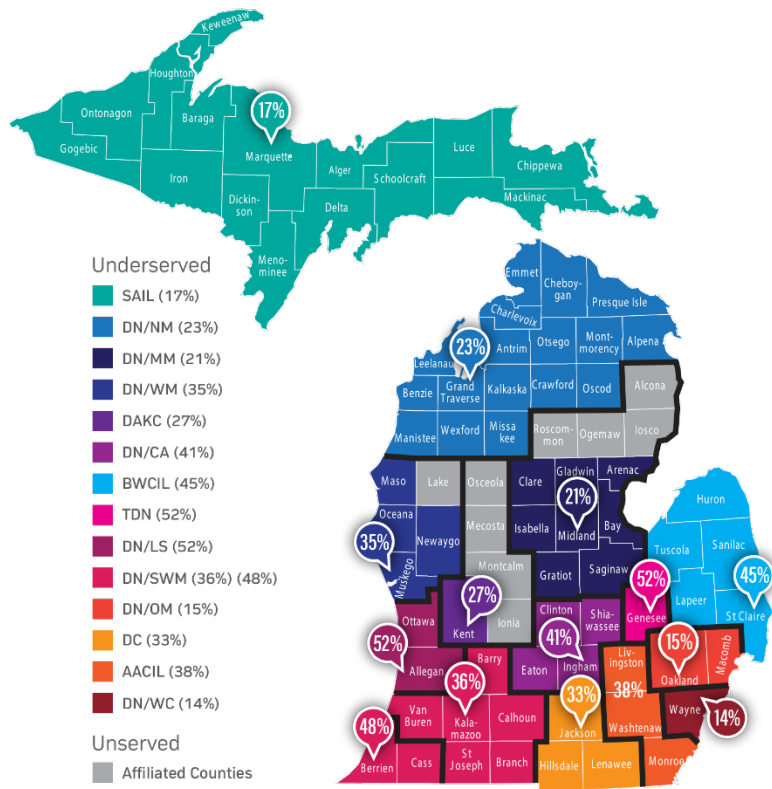 Keweenaw
Houghton
Ontonagon
Baraga
17%
Gogebic
Marquette
Iron
Alger
Luce
Chippewa
Schoolcraft
Dickin-
son
Delta
Mackinac
Meno-
minee
Underserved
SAIL (17%)
DN/NM (23%)
DN/MM (21%)
DN/WM (35%)
DAKC (27%)
DN/CA (41%)
BWCIL (45%)
TDN (52%)
DN/LS (52%)
DN/SWM (36%) (48%)
DN/OM (15%)
DC (33%)
AACIL (38%)
DN/WC (14%)
Unserved
Affiliated Counties
Emmet
Cheboy-
gan
Presque Isle
Charlevoix
23%
Antrim
Otsego
Mont-
morency
Alpena
Leelanau
Benzie
Grand
Traverse
Kalkaska
Crawford
Oscod
Alcona
Manistee
Wexford
Missa
kee
Roscom-
mon
Ogemaw
Iosco
Maso
Lake
Osceola
Clare
Gladwin
Arenac
Oceana
Newaygo
Mecosta
Isabella
21%
Midland
Bay
Huron
35%
Muskego
Montcalm
Gratiot
Saginaw
Tuscola
Sanilac
27%
Kent
Ionia
52%
Genesee
Lapeer
45%
St Claire
Ottawa
Clinton
Shia-
wassee
52%
Allegan
Barry
Eaton
41%
Ingham
Liv-
ingston
15%
Oakland
Macomb
36%
33%
38%
Van
Buren
Kala-
mazoo
Calhoun
Jackson
Washtenaw
Wayne
14%
48%
Berrien
Cass
St
Joseph
Branch
Hillsdale
Lenawee
Monroe